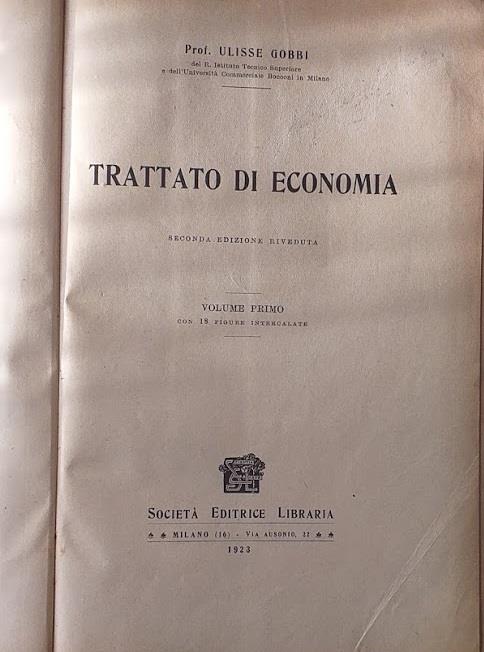 Prof. ULISSE GOBBI
del R. Istituto Tecnico Superiore
e dell'Università Commerciale Bocconi in Milano
TRATTATO DI ECONOMIA
SECONDA EDIZIONE RIVEDUTA
VOLUME PRIMO
CON 18 FIGURE INTERCALATE
SOCIETÀ EDITRICE LIBRARIA
MILANO (16) - VIA AUSONIO, 22
1923